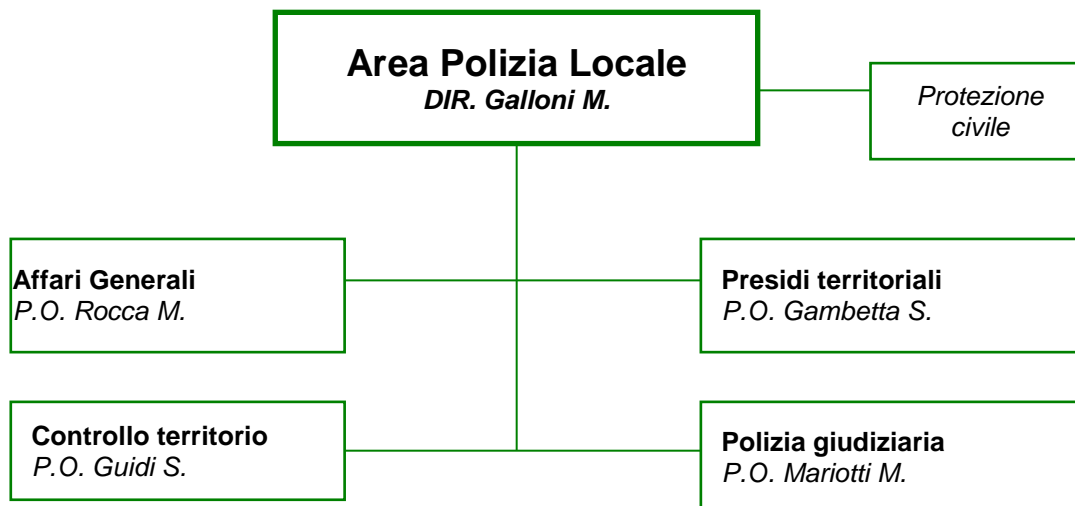 Area Polizia Locale
DIR. Galloni M.
Protezione
civile
Affari Generali
P.O. Rocca M.
Presidi territoriali
P.O. Gambetta S.
Controllo territorio
P.O. Guidi S.
Polizia giudiziaria
P.O. Mariotti M.